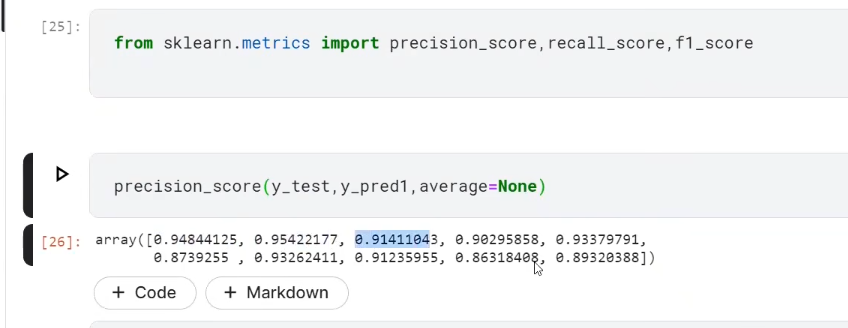 [25]:
from sklearn.metrics import precision_score,recall_score,f1_score
precision_score(y_test,y_pred1,average=None)
[26]: array([0.94844125, 0.95422177, 0.91411043, 0.90295858, 0.93379791,
0.8739255 , 0.93262411, 0.91235955, 0.86318408, 0.89320388])
+ Code + Markdown